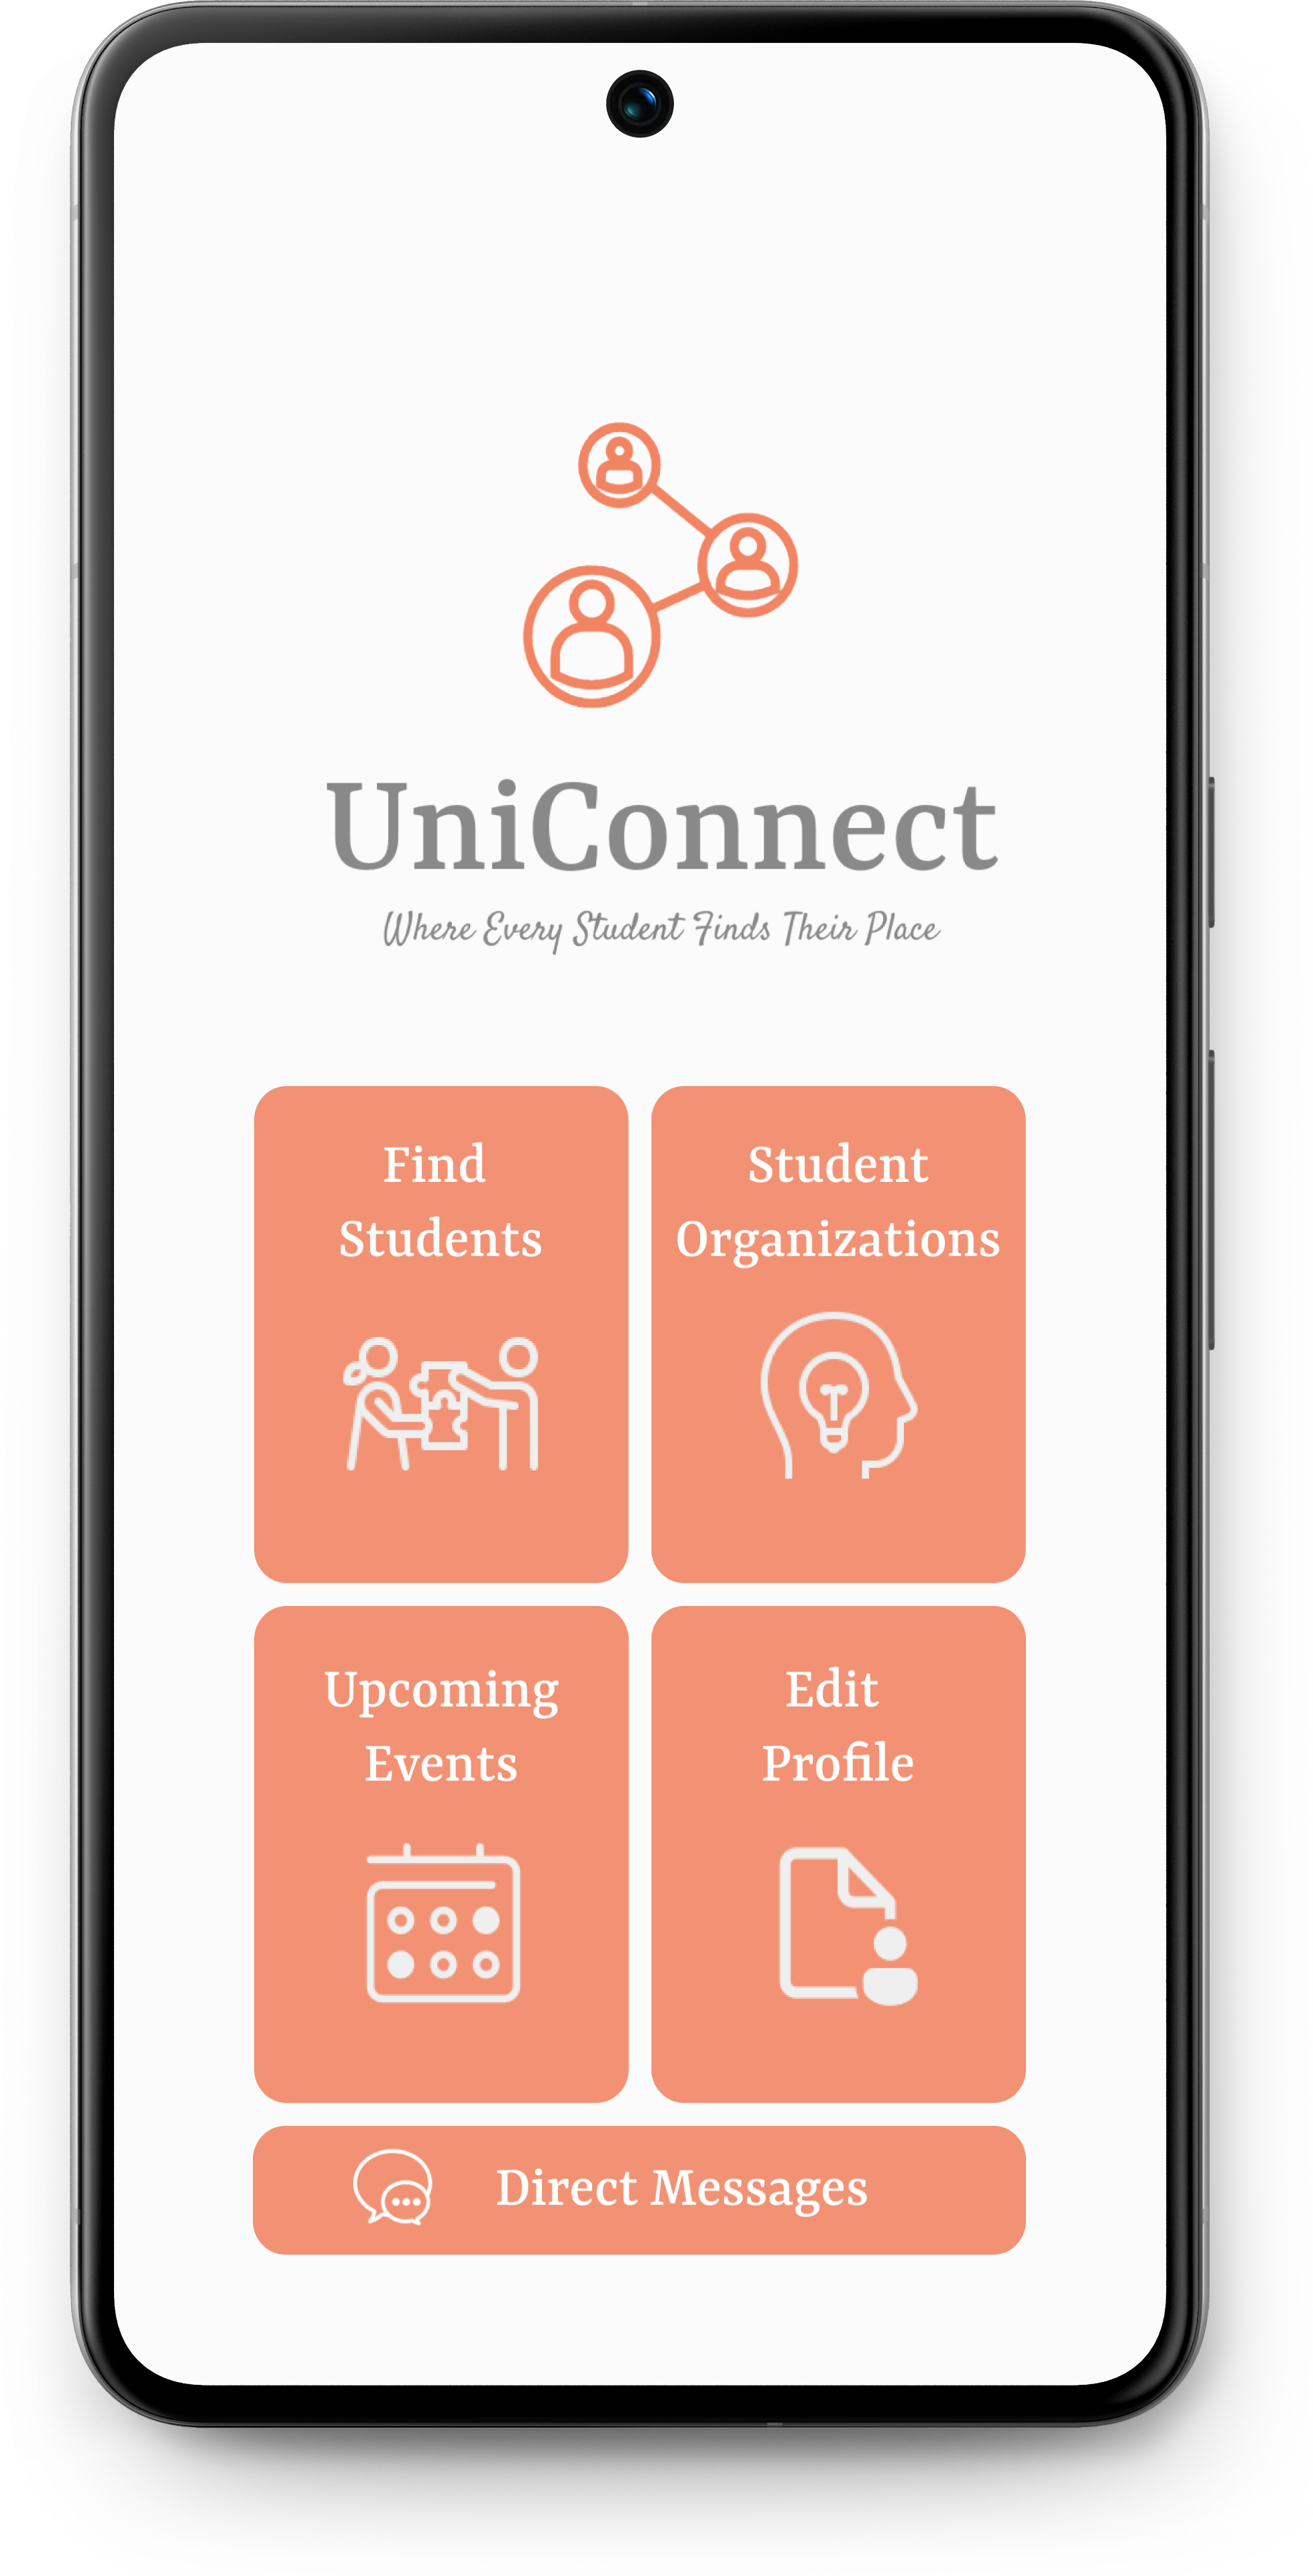 UniConnect
Where Every Student Finds Their Place
Find
Students
Student
Organizations
Upcoming
Events
Edit
Profile
Direct Messages